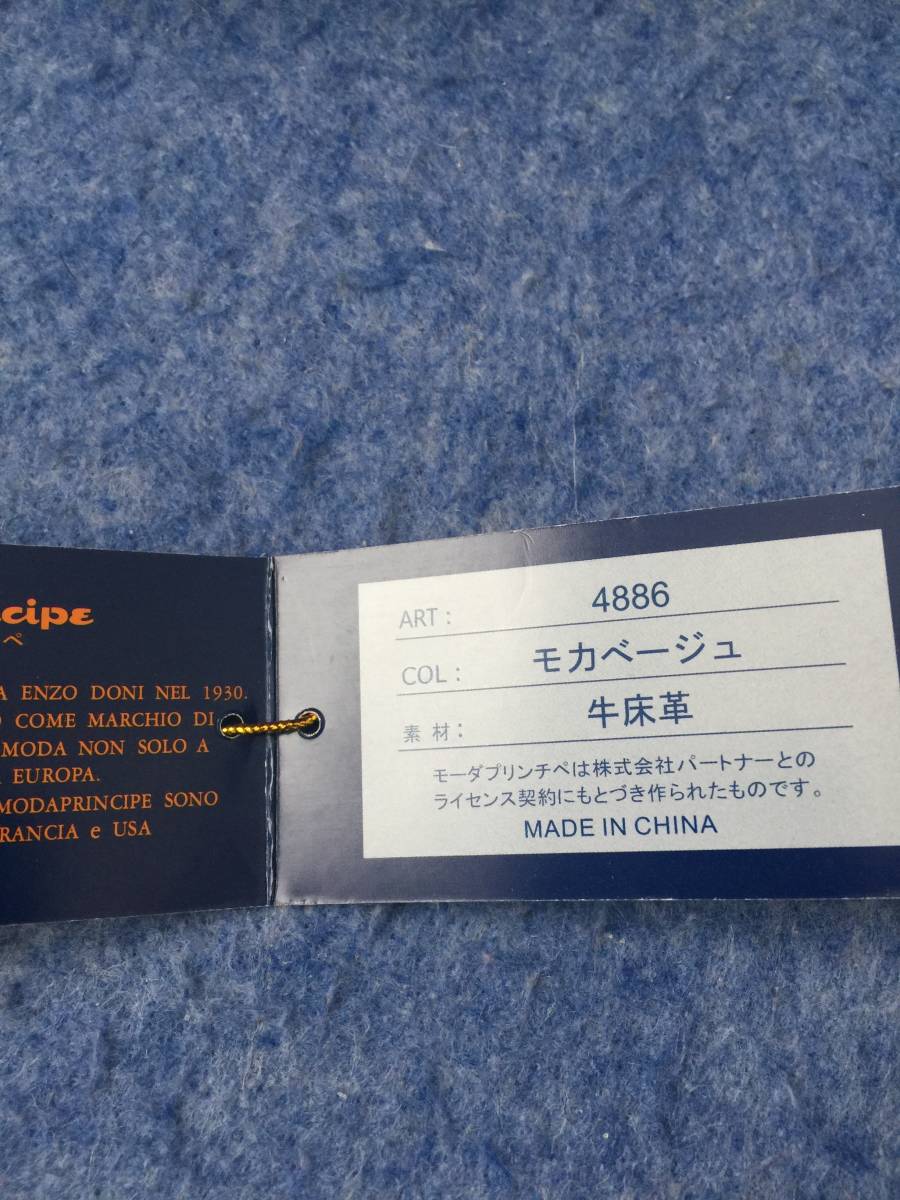 cipe
ペ
A ENZO DONI NEL 1930.
COME MARCHIO DI
MODA NON SOLO A
EUROPA.
MODAPRINCIPE SONO
RANCIA e USA
ART : 4886
COL : モカベージュ
素 材 : 牛床革
モーダプリンチペは株式会社パートナーとの
ライセンス契約にもとづき作られたものです。
MADE IN CHINA